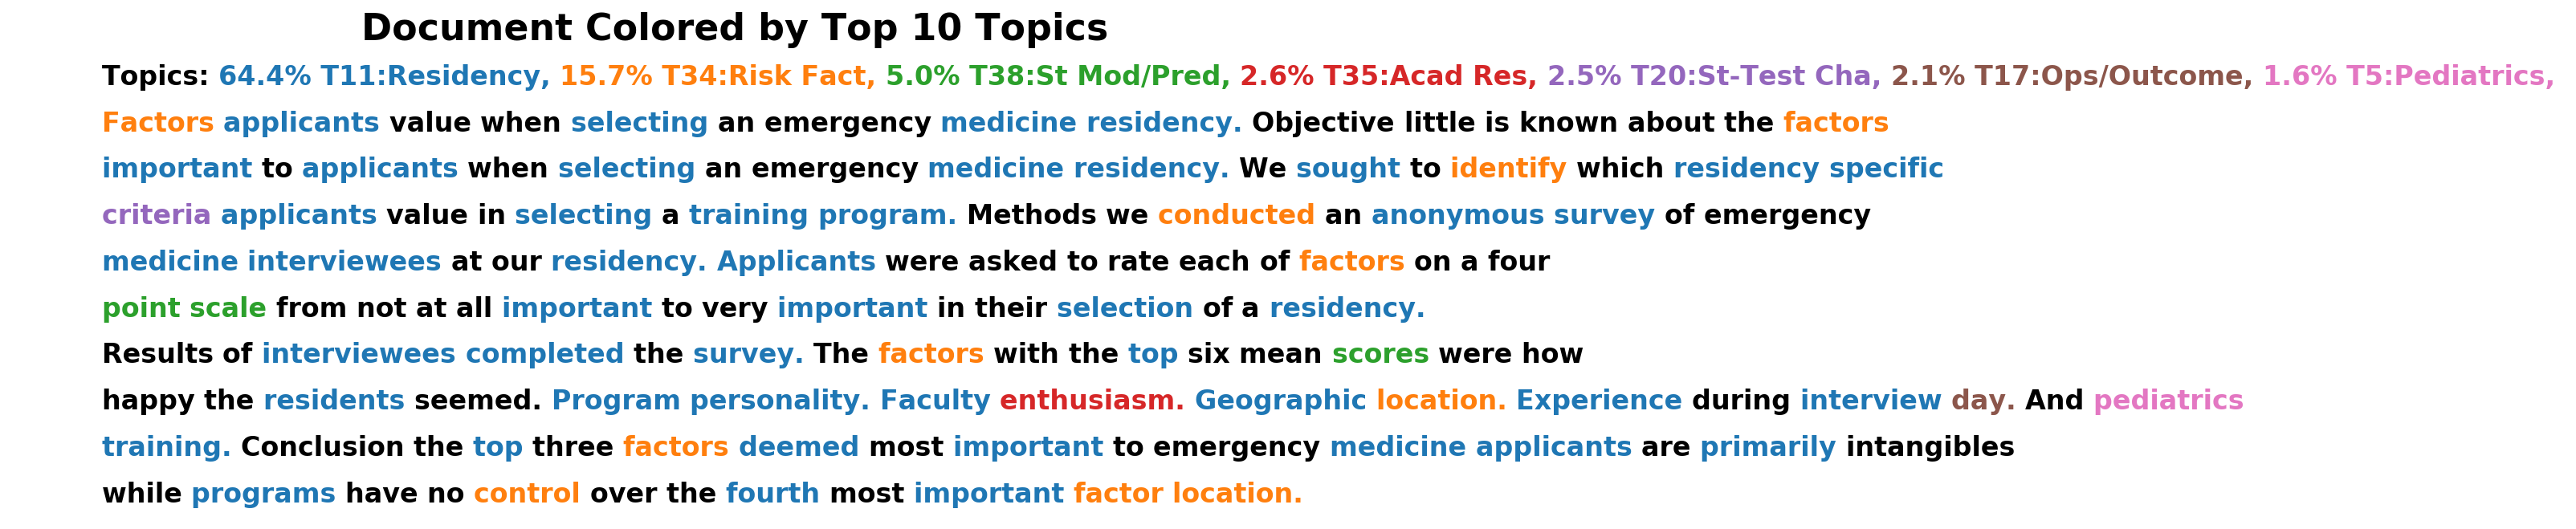 Document Colored by Top 10 Topics
Topics: 64.4% T11:Residency, 15.7% T34:Risk Fact, 5.0% T38:St Mod/Pred, 2.6% T35:Acad Res, 2.5% T20:St-Test Cha, 2.1% T17:Ops/Outcome, 1.6% T5:Pediatrics,
Factors applicants value when selecting an emergency medicine residency. Objective little is known about the factors
important to applicants when selecting an emergency medicine residency. We sought to identify which residency specific
criteria applicants value in selecting a training program. Methods we conducted an anonymous survey of emergency
medicine interviewees at our residency. Applicants were asked to rate each of factors on a four
point scale from not at all important to very important in their selection of a residency.
Results of interviewees completed the survey. The factors with the top six mean scores were how
happy the residents seemed. Program personality. Faculty enthusiasm. Geographic location. Experience during interview day. And pediatrics
training. Conclusion the top three factors deemed most important to emergency medicine applicants are primarily intangibles
while programs have no control over the fourth most important factor location.